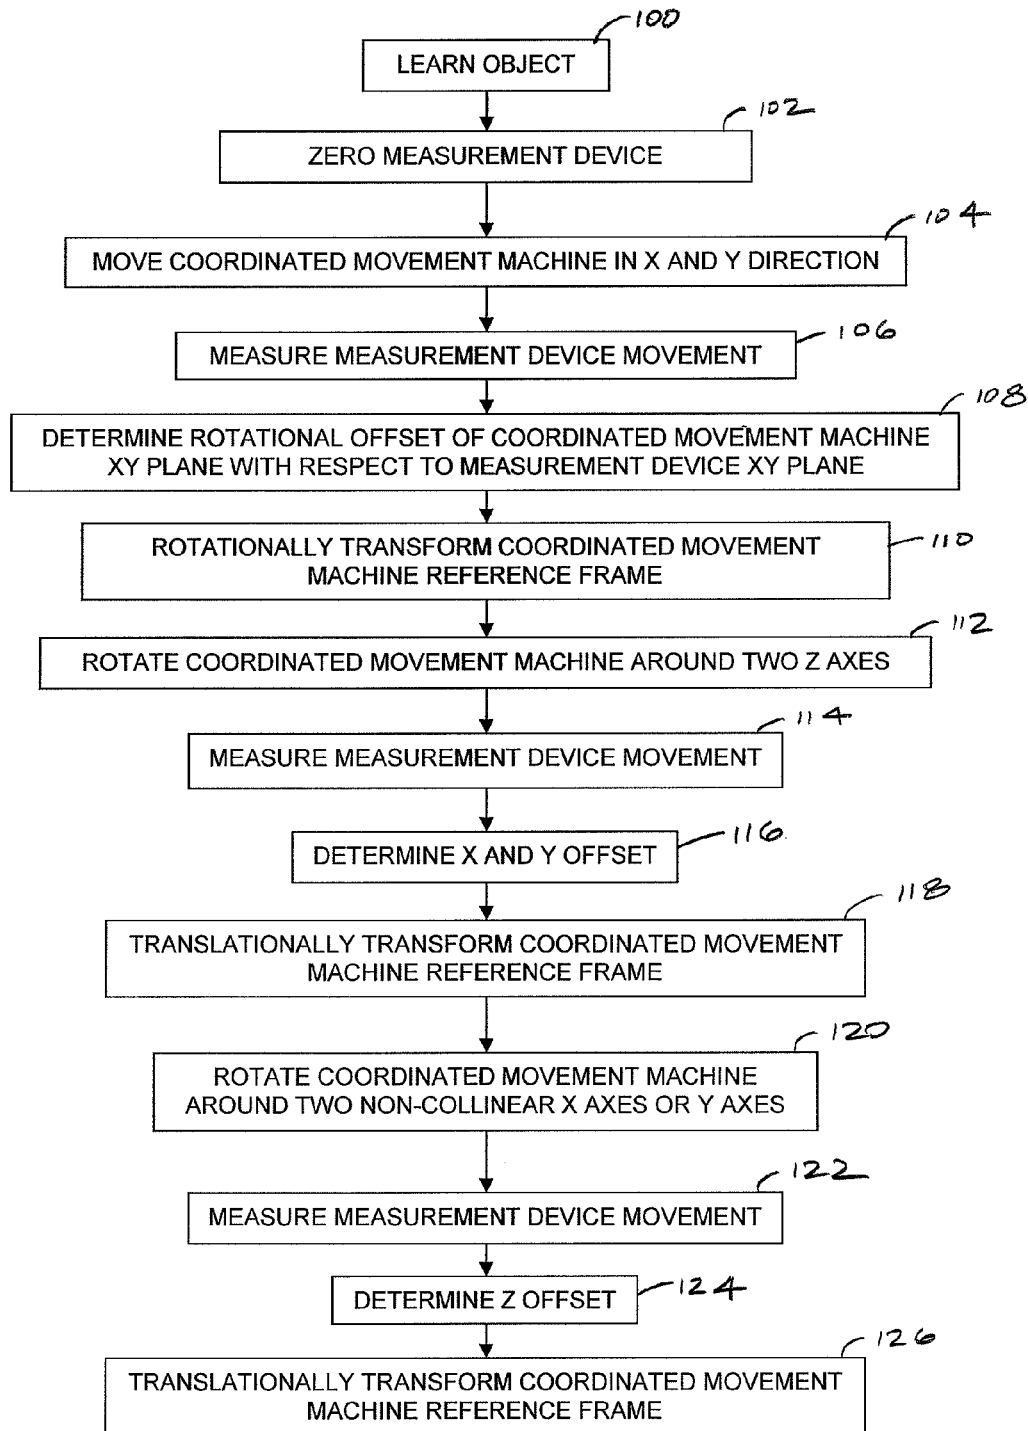 100
LEARN OBJECT
102
ZERO MEASUREMENT DEVICE
104
MOVE COORDINATED MOVEMENT MACHINE IN X AND Y DIRECTION
106
MEASURE MEASUREMENT DEVICE MOVEMENT
108
DETERMINE ROTATIONAL OFFSET OF COORDINATED MOVEMENT MACHINE
XY PLANE WITH RESPECT TO MEASUREMENT DEVICE XY PLANE
110
ROTATIONALLY TRANSFORM COORDINATED MOVEMENT
MACHINE REFERENCE FRAME
112
ROTATE COORDINATED MOVEMENT MACHINE AROUND TWO Z AXES
114
MEASURE MEASUREMENT DEVICE MOVEMENT
116
DETERMINE X AND Y OFFSET
118
TRANSLATIONALLY TRANSFORM COORDINATED MOVEMENT
MACHINE REFERENCE FRAME
120
ROTATE COORDINATED MOVEMENT MACHINE
AROUND TWO NON-COLLINEAR X AXES OR Y AXES
122
MEASURE MEASUREMENT DEVICE MOVEMENT
124
DETERMINE Z OFFSET
126
TRANSLATIONALLY TRANSFORM COORDINATED MOVEMENT
MACHINE REFERENCE FRAME